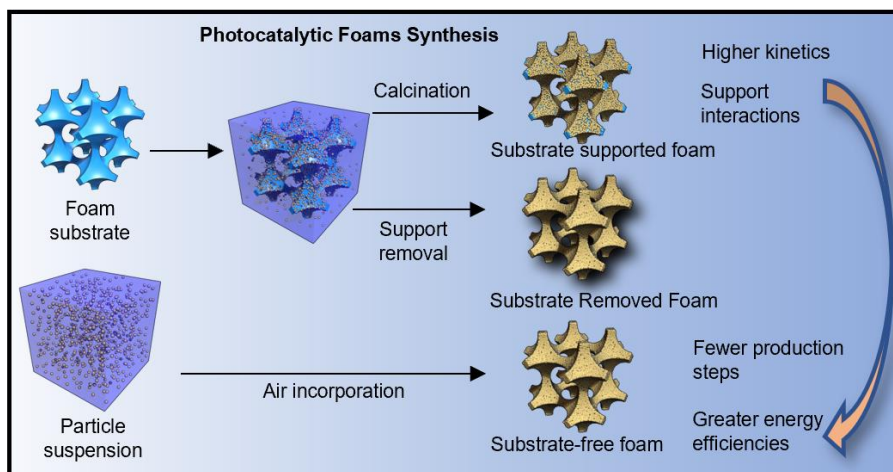 Photocatalytic Foams Synthesis
Foam
substrate
Calcination
Support
removal
Substrate supported foam
Substrate Removed Foam
Higher kinetics
Support
interactions
Particle
suspension
Air incorporation
Substrate-free foam
Fewer production
steps
Greater energy
efficiencies